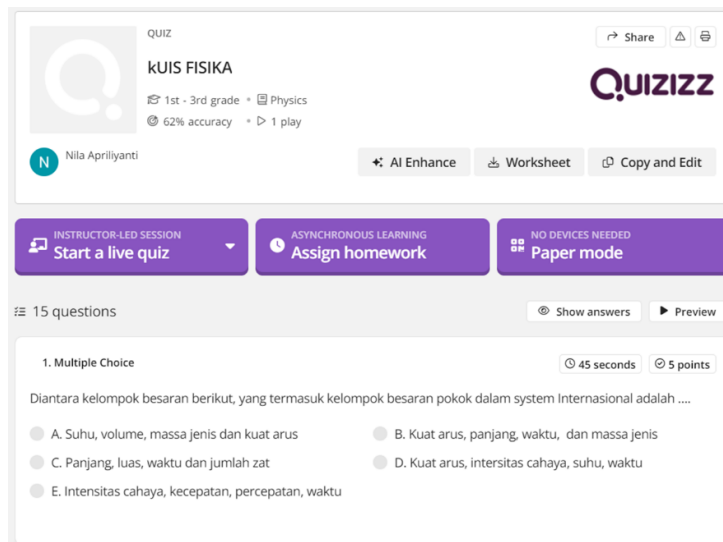 QUIZ
kUIS FISIKA
1st - 3rd grade • Physics
62% accuracy • 1 play
N Nila Apriliyanti
Share
QUIZIZZ
AI Enhance
Worksheet
Copy and Edit
INSTRUCTOR-LED SESSION
Start a live quiz
ASYNCHRONOUS LEARNING
Assign homework
NO DEVICES NEEDED
Paper mode
15 questions
Show answers
Preview
1. Multiple Choice
45 seconds
5 points
Diantara kelompok besaran berikut, yang termasuk kelompok besaran pokok dalam system Internasional adalah ....
A. Suhu, volume, massa jenis dan kuat arus
B. Kuat arus, panjang, waktu, dan massa jenis
C. Panjang, luas, waktu dan jumlah zat
D. Kuat arus, intersitas cahaya, suhu, waktu
E. Intensitas cahaya, kecepatan, percepatan, waktu